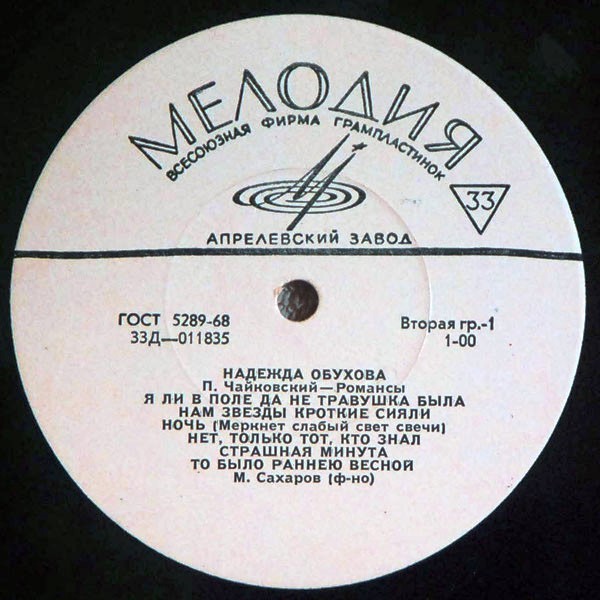 МЕЛОДИЯ
ВСЕСОЮЗНАЯ ФИРМА ГРАМПЛАСТИНОК
33
АПРЕЛЕВСКИЙ ЗАВОД
ГОСТ 5289-68
33Д—011835
Вторая гр.-1
1-00
НАДЕЖДА ОБУХОВА
П. Чайковский—Романсы
Я ЛИ В ПОЛЕ ДА НЕ ТРАВУШКА БЫЛА
НАМ ЗВЕЗДЫ КРОТКИЕ СИЯЛИ
НОЧЬ (Меркнет слабый свет свечи)
НЕТ, ТОЛЬКО ТОТ, КТО ЗНАЛ
СТРАШНАЯ МИНУТА
ТО БЫЛО РАННЕЮ ВЕСНОЙ
М. Сахаров (ф-но)